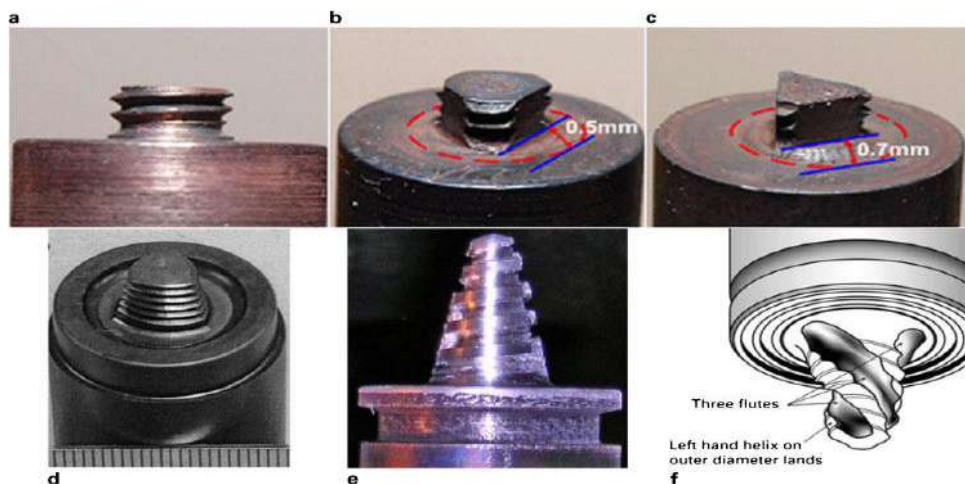 a
b
c
0.5mm
0.7mm
Three flutes
Left hand helix on
outer diameter lands
d
e
f